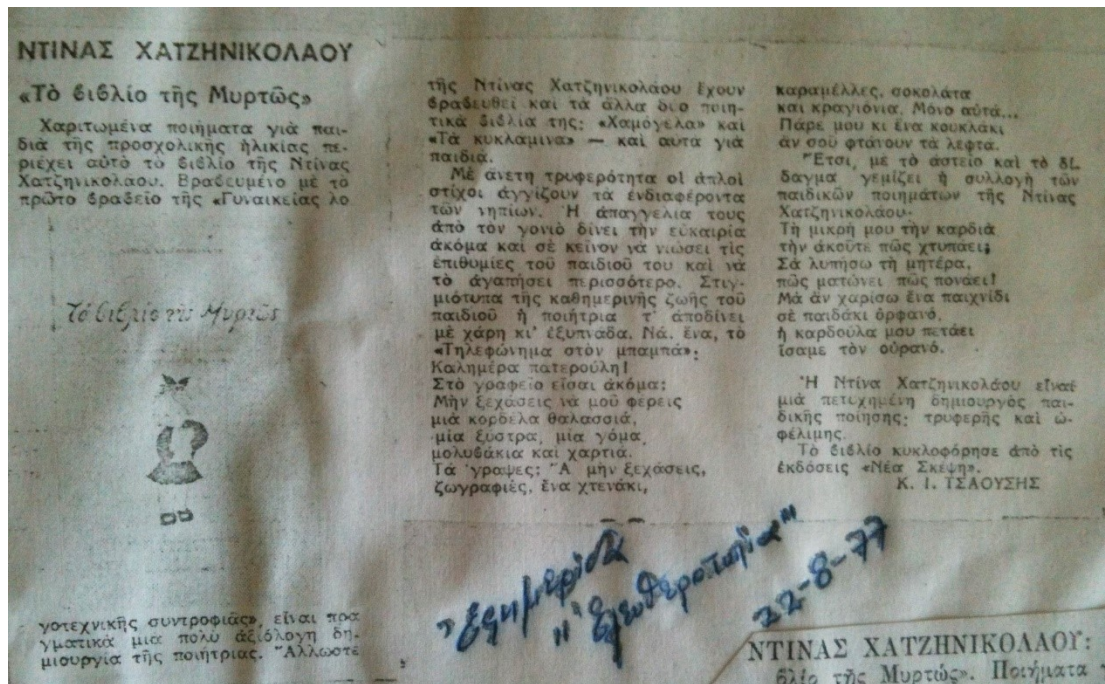 ΝΤΙΝΑΣ ΧΑΤΖΗΝΙΚΟΛΑΟΥ
«Τὸ βιβλίο τῆς Μυρτῶς»
Χαριτωμένα ποιήματα γιὰ παι-
διὰ τῆς προσχολικῆς ἡλικίας πε-
ριέχει αὐτὸ τὸ βιβλίο τῆς Ντίνας
Χατζηνικολάου. Βραβευμένο μὲ τὸ
πρῶτο βραβεῖο τῆς «Γυναικείας λο
Τὸ βιβλίο τῆς Μυρτῶς
γοτεχνικῆς συντροφιᾶς», εἶναι πρα
γματικὰ μιὰ πολὺ ἀξιόλογη δη-
μιουργία τῆς ποιήτριας. Ἄλλωστε
τῆς Ντίνας Χατζηνικολάου ἔχουν
βραβευθεῖ καὶ τὰ ἄλλα δυο ποιη-
τικὰ βιβλία της: «Χαμόγελα» καὶ
«Τὰ κυκλάμινα» — καὶ αυτα γιὰ
παιδιά.
Μὲ ἄνετη τρυφερότητα οἱ ἁπλοῖ
στίχοι ἀγγίζουν τὰ ἐνδιαφέροντα
τῶν νηπίων. Ἡ ἀπαγγελία τους
ἀπὸ τὸν γονιὸ δίνει τὴν εὐκαιρία
ἀκόμα καὶ σὲ κεῖνον νὰ νιώσει τὶς
ἐπιθυμίες τοῦ παιδιοῦ του καὶ νὰ
τὸ ἀγαπήσει περισσότερο. Στιγ-
μιότυπα τῆς καθημερινῆς ζωῆς τοῦ
παιδιοῦ ἡ ποιήτρια τ' ἀποδίνει
μὲ χάρη κι' ἐξυπνάδα. Νά. ἕνα, τὸ
«Τηλεφώνημα στὸν μπαμπά»:
Καλημέρα πατερούλη!
Στὸ γραφεῖο εἶσαι ἀκόμα;
Μὴν ξεχάσεις νὰ μοῦ φέρεις
μιὰ κορδέλα θαλασσιά,
μία ξύστρα, μία γόμα,
μολυβάκια καὶ χαρτιά.
Τά 'γραψες; Ἄ μὴν ξεχάσεις,
ζωγραφιές, ἕνα χτενάκι,
καραμέλλες, σοκολάτα
καὶ κραγιόνια. Μόνο αὐτά...
Πάρε μου κι ἕνα κουκλάκι
ἂν σοῦ φτάνουν τὰ λεφτά.
Ἔτσι, μὲ τὸ ἀστεῖο καὶ τὸ δί-
δαγμα γεμίζει ἡ συλλογὴ τῶν
παιδικῶν ποιημάτων τῆς Ντίνας
Χατζηνικολάου·
Τὴ μικρή μου τὴν καρδιὰ
τὴν ἀκοῦτε πῶς χτυπάει;
Σὰ λυπήσω τὴ μητέρα,
πῶς ματώνει πῶς πονάει!
Μὰ ἂν χαρίσω ἕνα παιχνίδι
σὲ παιδάκι ὀρφανό,
ἡ καρδούλα μου πετάει
ἴσαμε τὸν οὐρανό.
Ἡ Ντίνα Χατζηνικολάου εἶναι
μιὰ πετυχημένη δημιουργὸς παι-
δικῆς ποίησης· τρυφερῆς καὶ ὠ-
φέλιμης.
Τὸ βιβλίο κυκλοφόρησε ἀπὸ τὶς
ἐκδόσεις «Νέα Σκέψη».
Κ. Ι. ΤΣΑΟΥΣΗΣ
Ἐφημερίδα
"Ἐλευθεροτυπία"
22-8-77
ΝΤΙΝΑΣ ΧΑΤΖΗΝΙΚΟΛΑΟΥ:
βλίο τῆς Μυρτῶς». Ποιήματα